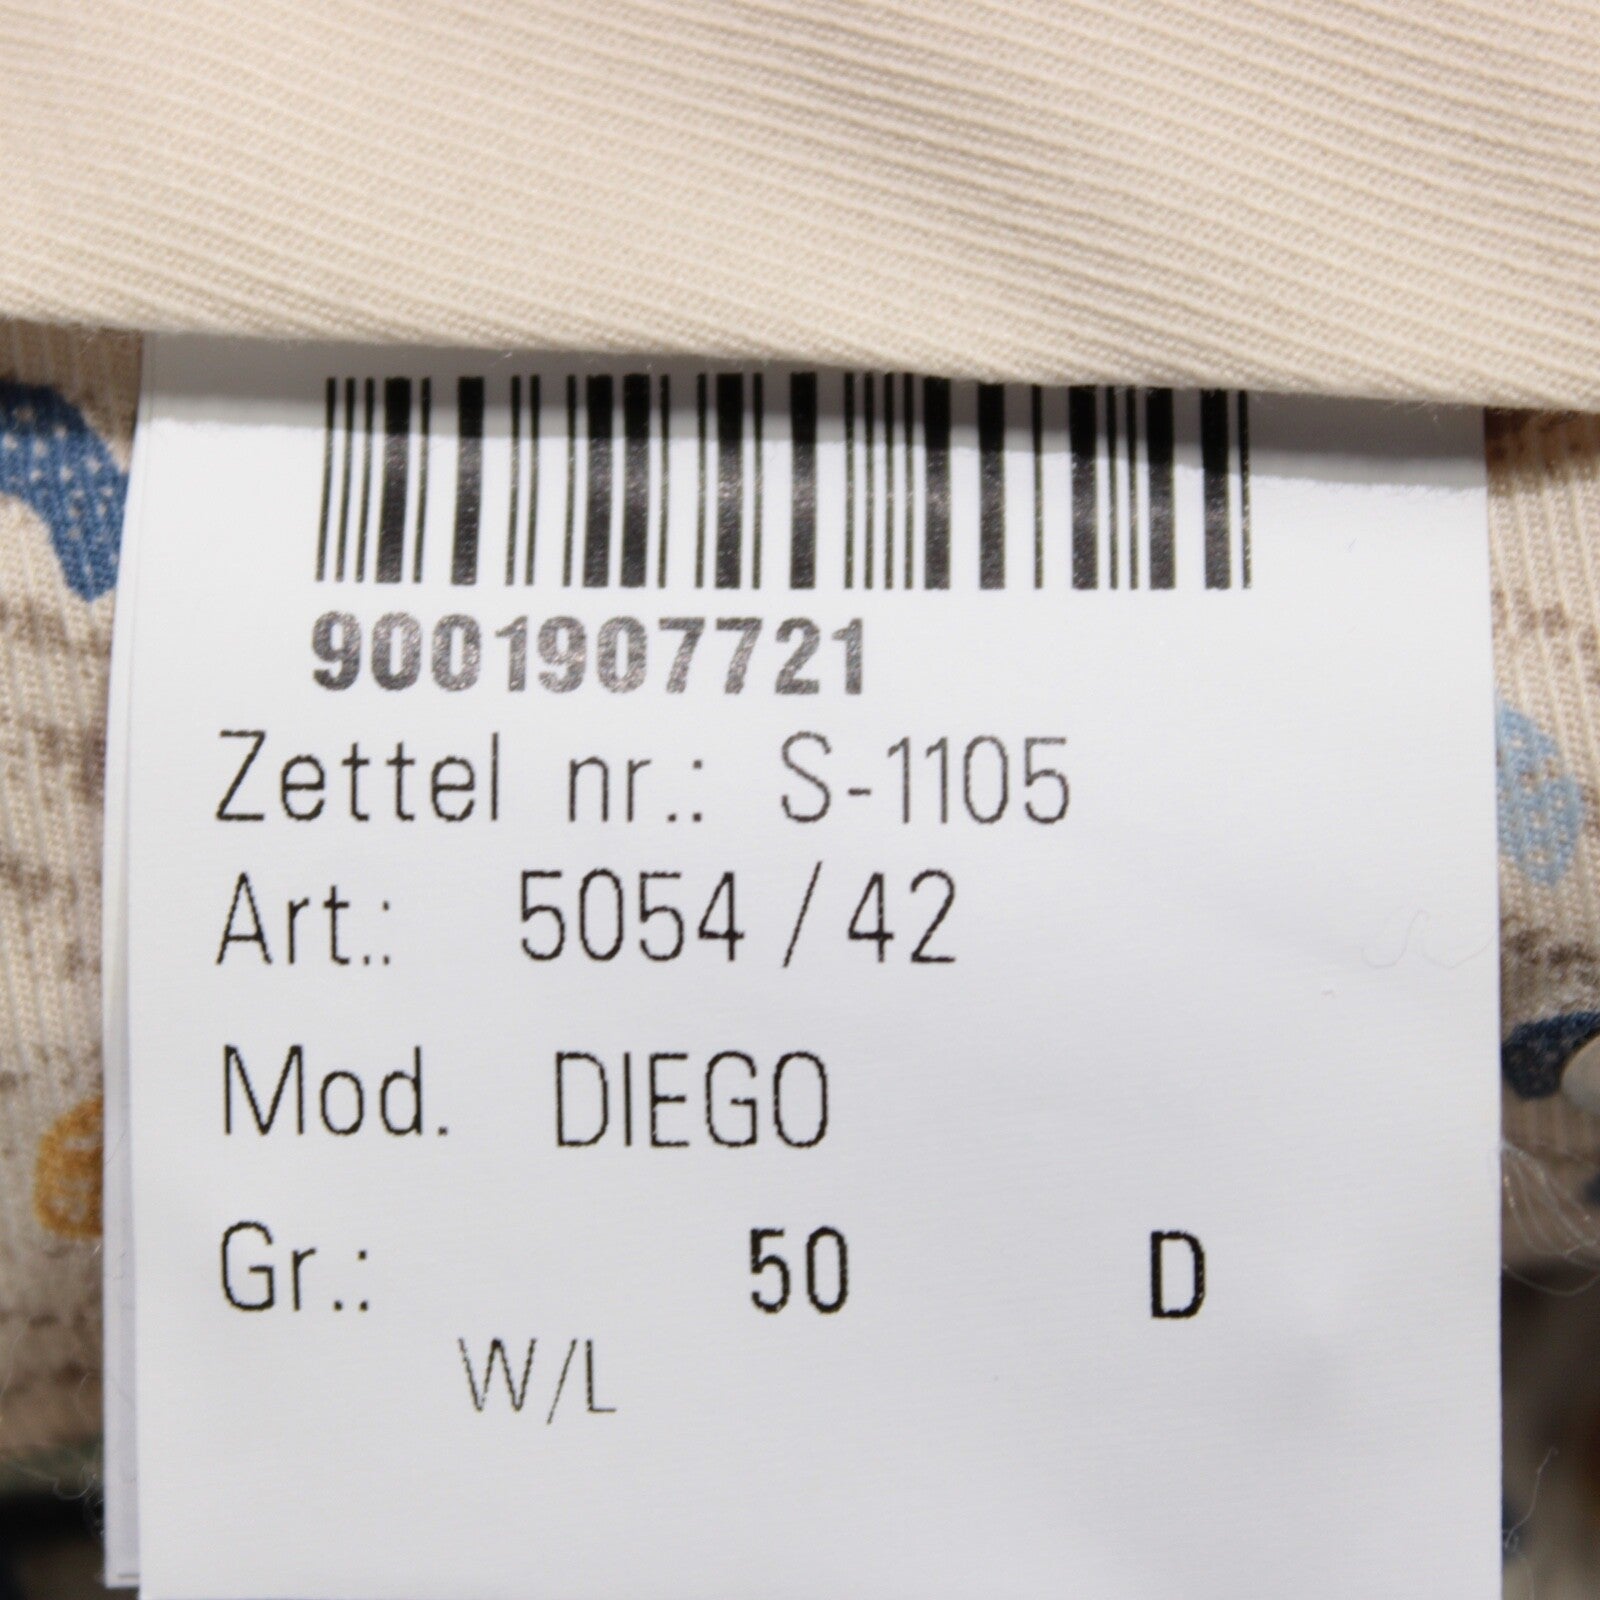 9001907721
Zettel nr.: S-1105
Art.: 5054 / 42
Mod. DIEGO
Gr.: 50 D
W/L